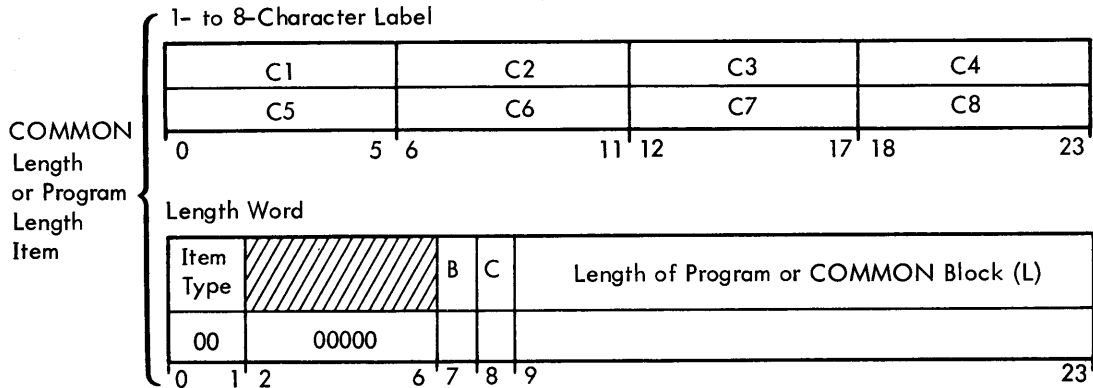 1- to 8-Character Label
C1 C2 C3 C4
C5 C6 C7 C8
0 5 6 11 12 17 18 23
COMMON
Length
or Program
Length
Item
Length Word
Item
Type
B C Length of Program or COMMON Block (L)
00 00000
0 1 2 6 7 8 9 23